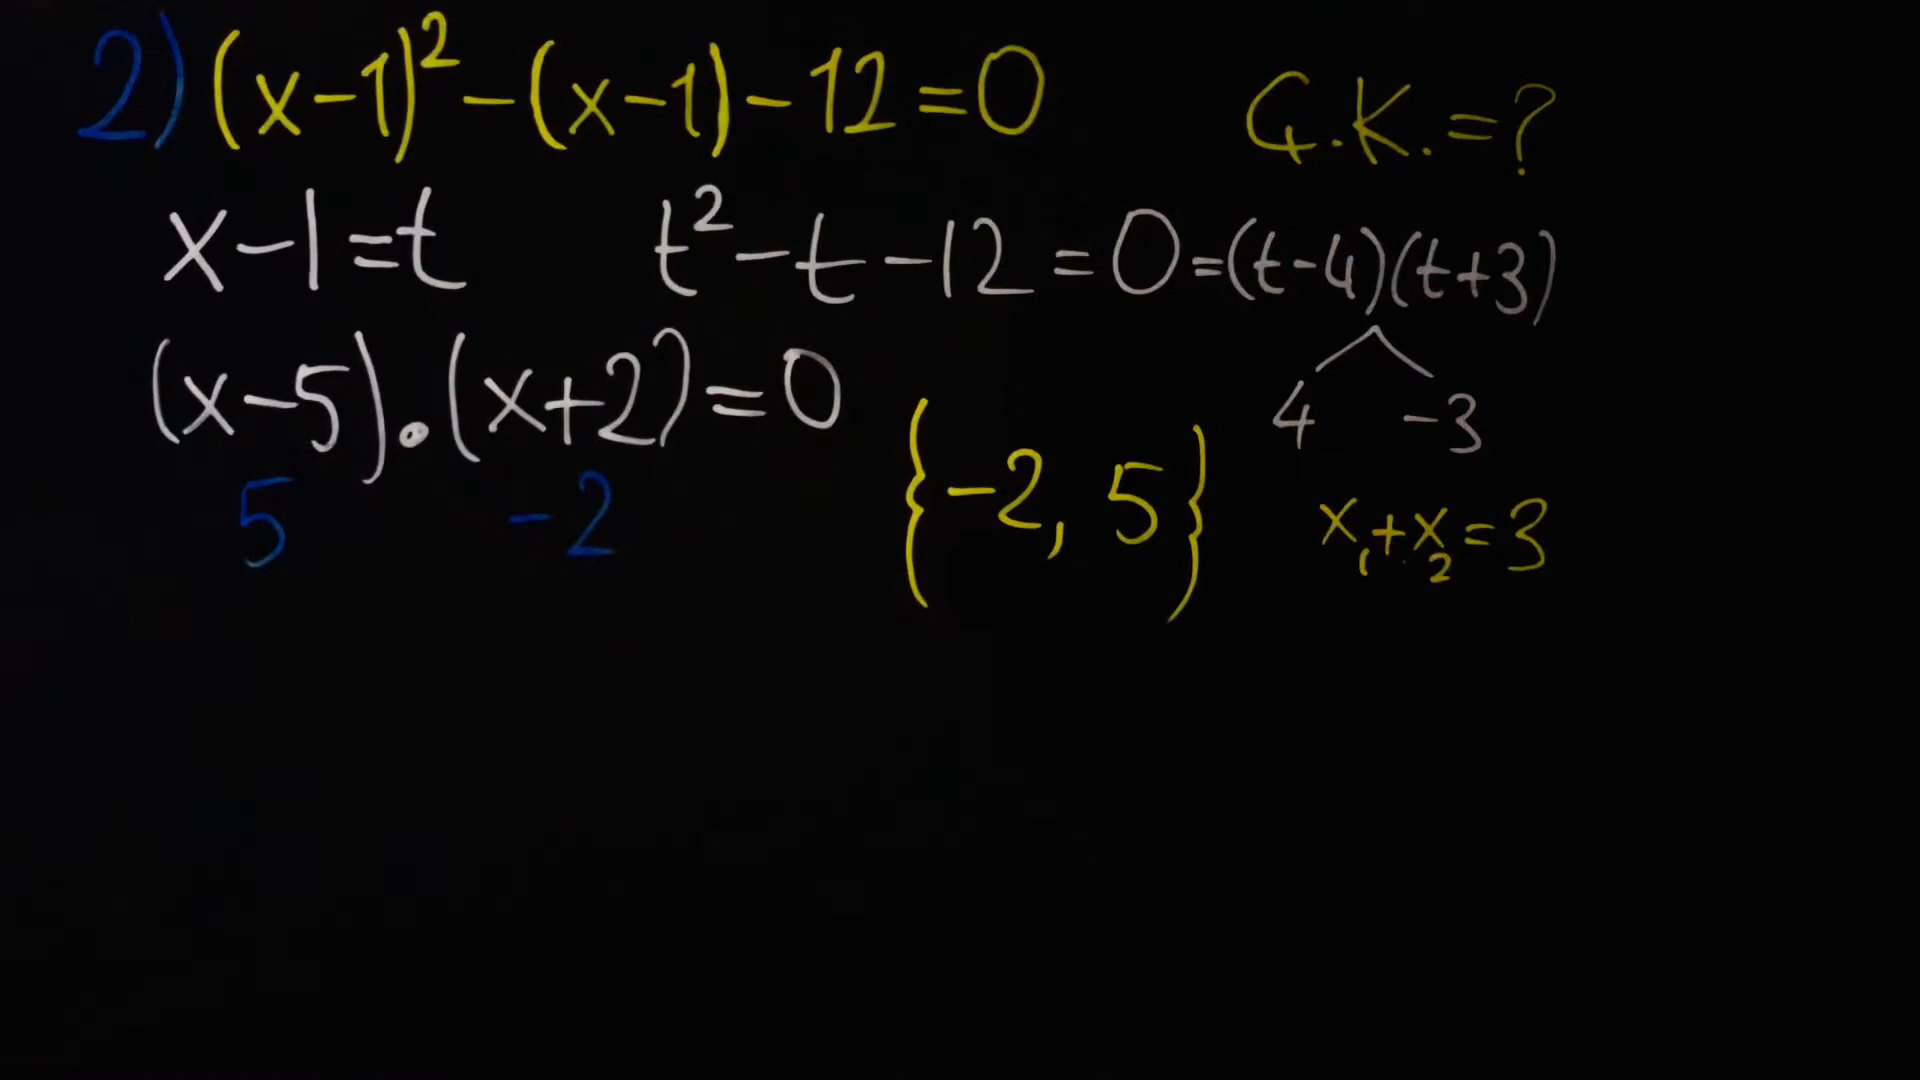 2) (x-1)² - (x-1) - 12 = 0
Ç.K. = ?
x-1=t
t² - t - 12 = 0 = (t-4)(t+3)
4 -3
(x-5).(x+2)=0
5 -2
{-2, 5}
x₁+x₂=3